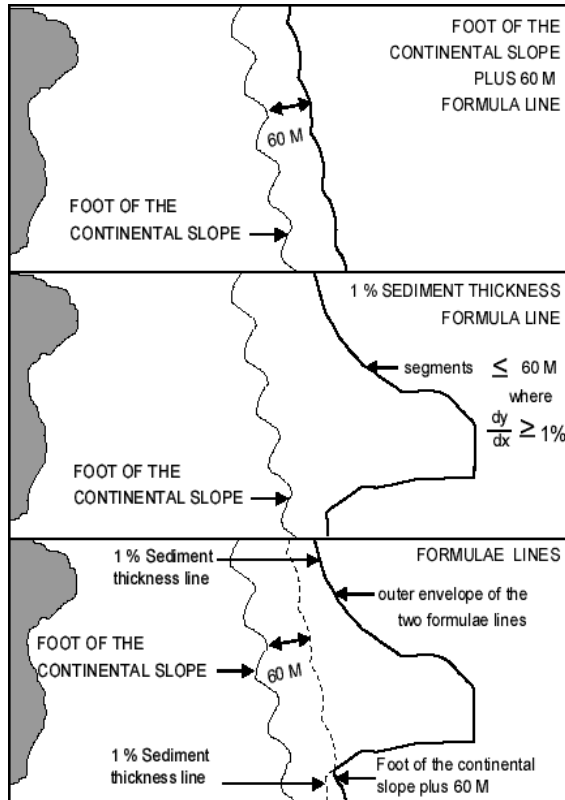 FOOT OF THE
CONTINENTAL SLOPE
PLUS 60 M
FORMULA LINE
60 M
FOOT OF THE
CONTINENTAL SLOPE
1 % SEDIMENT THICKNESS
FORMULA LINE
segments ≤ 60 M
where
dy
dx
≥ 1%
FOOT OF THE
CONTINENTAL SLOPE
1 % Sediment
thickness line
FORMULAE LINES
outer envelope of the
two formulae lines
FOOT OF THE
CONTINENTAL SLOPE
60 M
1 % Sediment
thickness line
Foot of the continental
slope plus 60 M